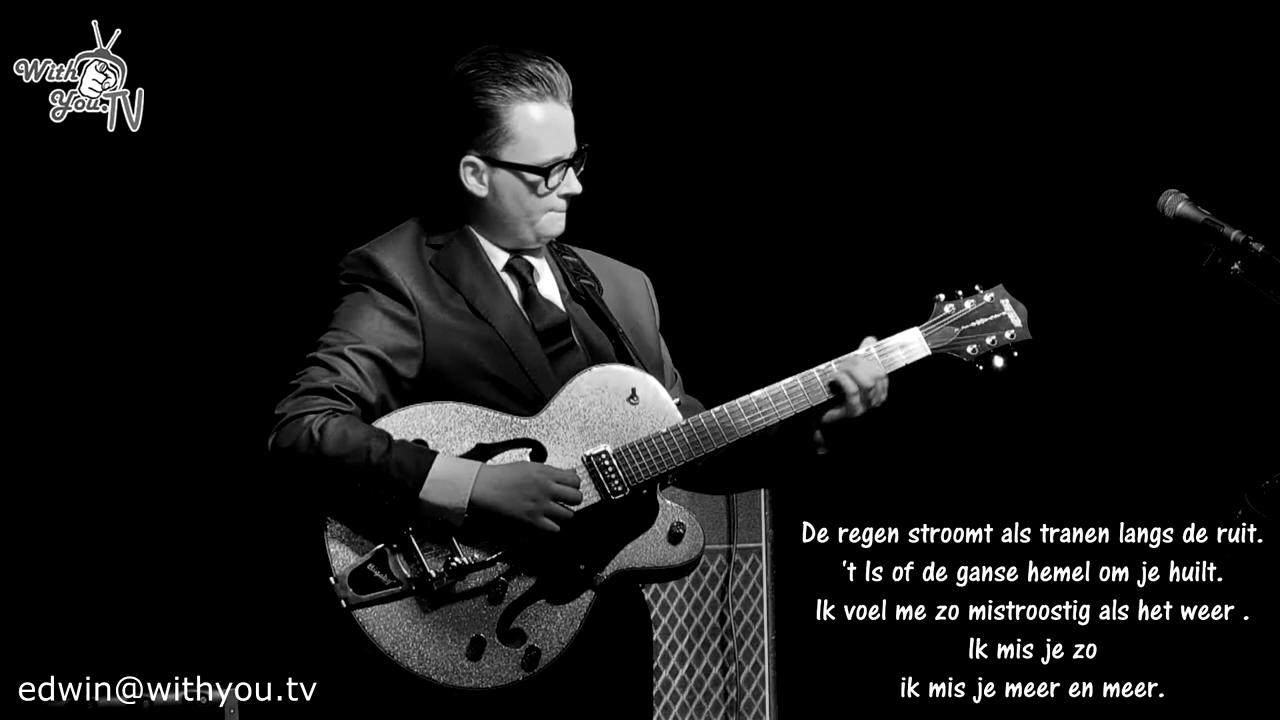 With
You.TV
De regen stroomt als tranen langs de ruit.
't Is of de ganse hemel om je huilt.
Ik voel me zo mistroostig als het weer .
Ik mis je zo
ik mis je meer en meer.
edwin@withyou.tv